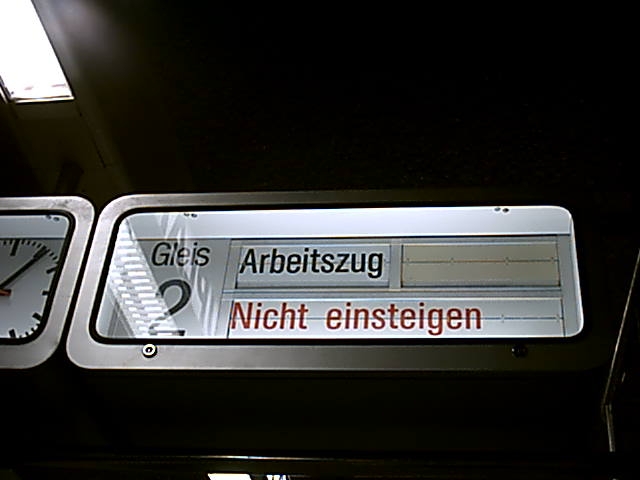 Gleis
2
Arbeitszug
Nicht einsteigen